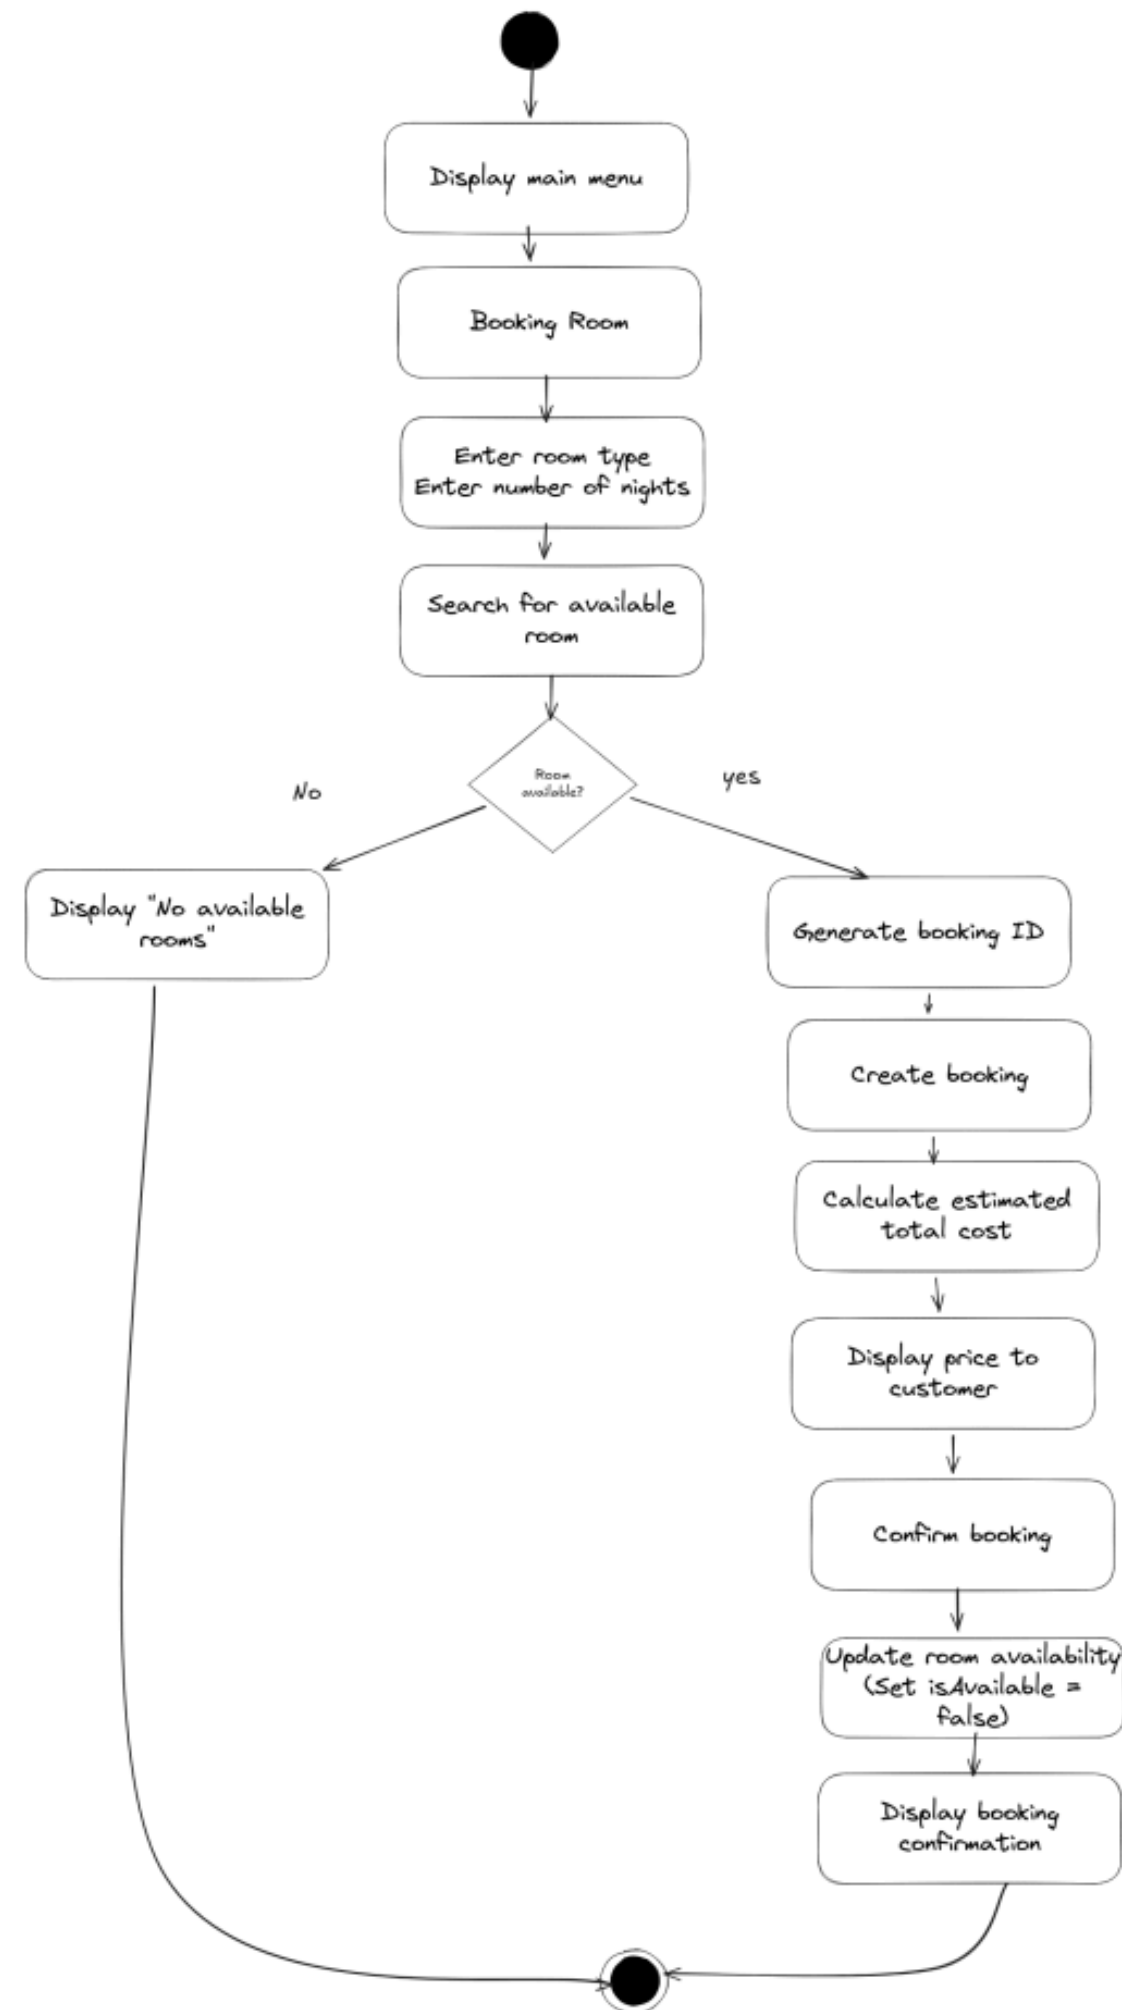 Display main menu
Booking Room
Enter room type
Enter number of nights
Search for available
room
Room
available?
No
yes
Display "No available
rooms"
Generate booking ID
Create booking
Calculate estimated
total cost
Display price to
customer
Confirm booking
Update room availability
(Set isAvailable =
false)
Display booking
confirmation